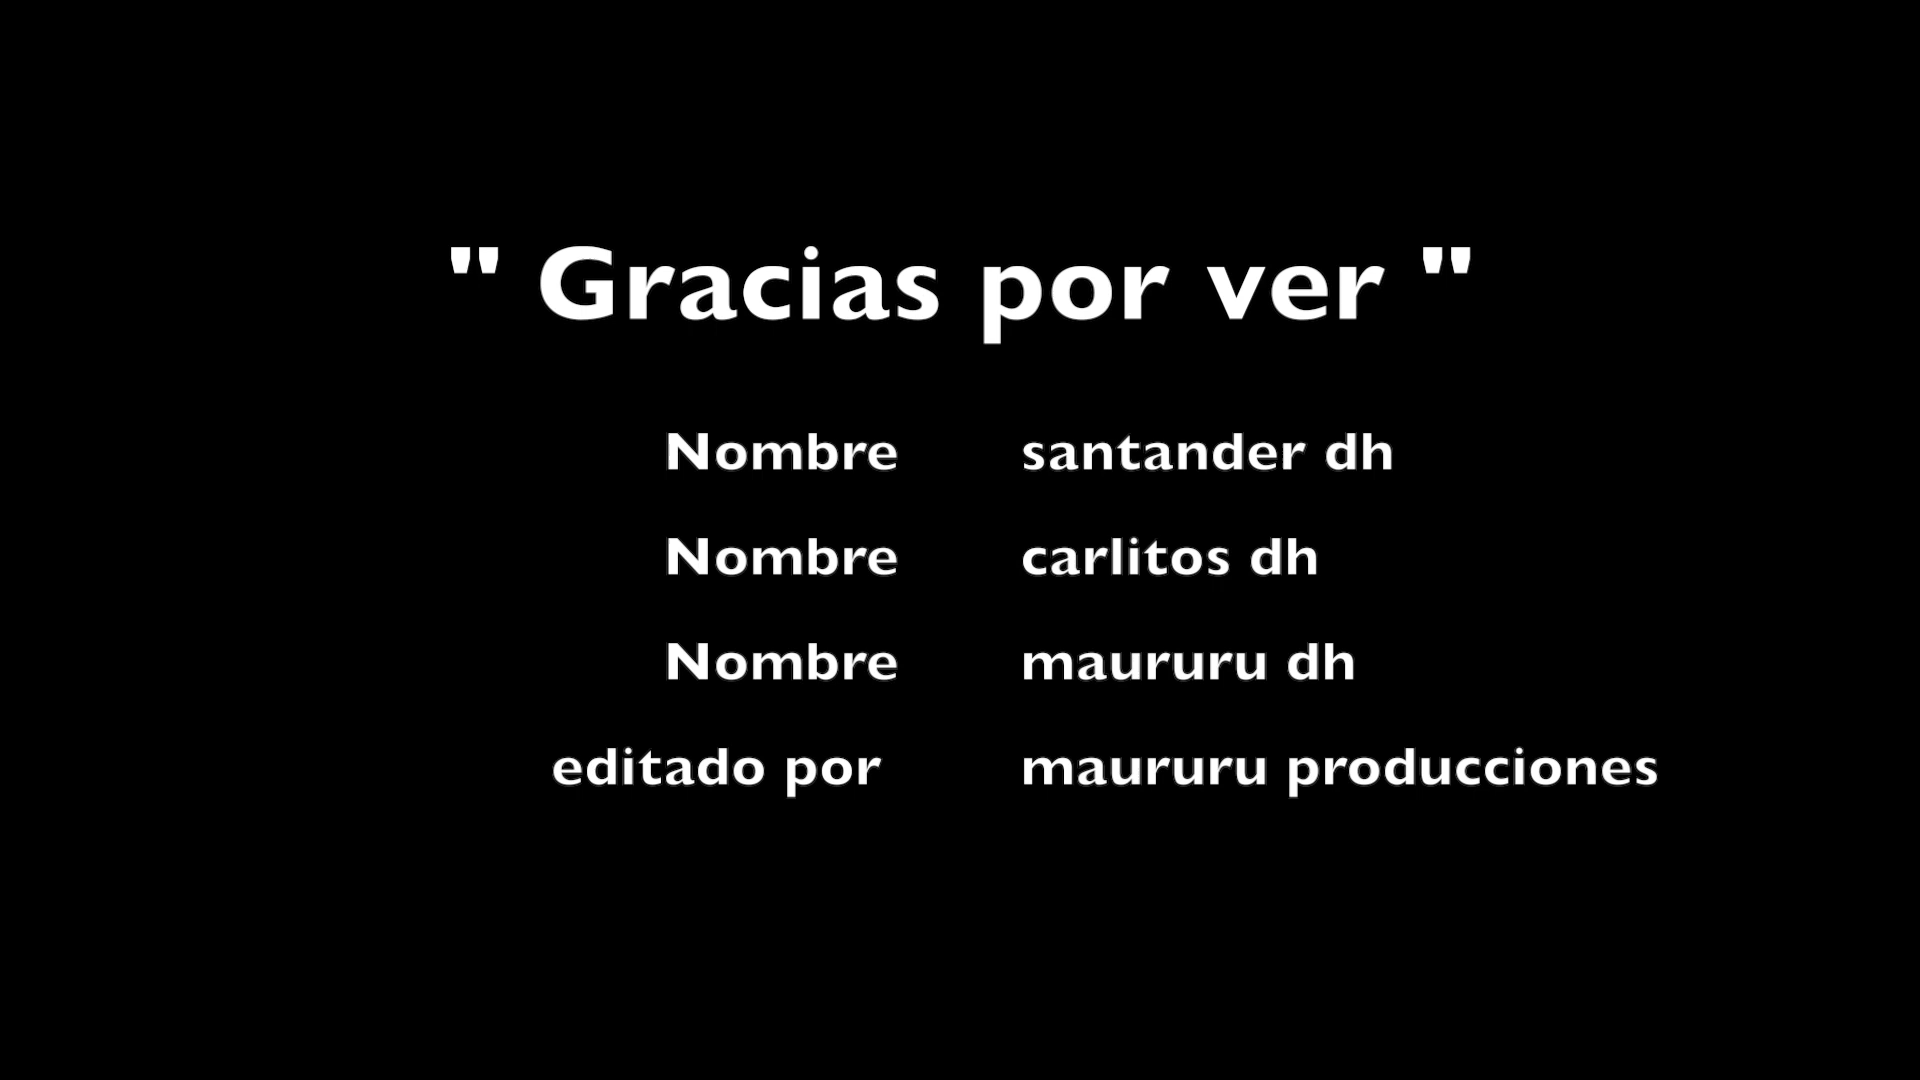 " Gracias por ver "
Nombre santander dh
Nombre carlitos dh
Nombre maururu dh
editado por maururu producciones